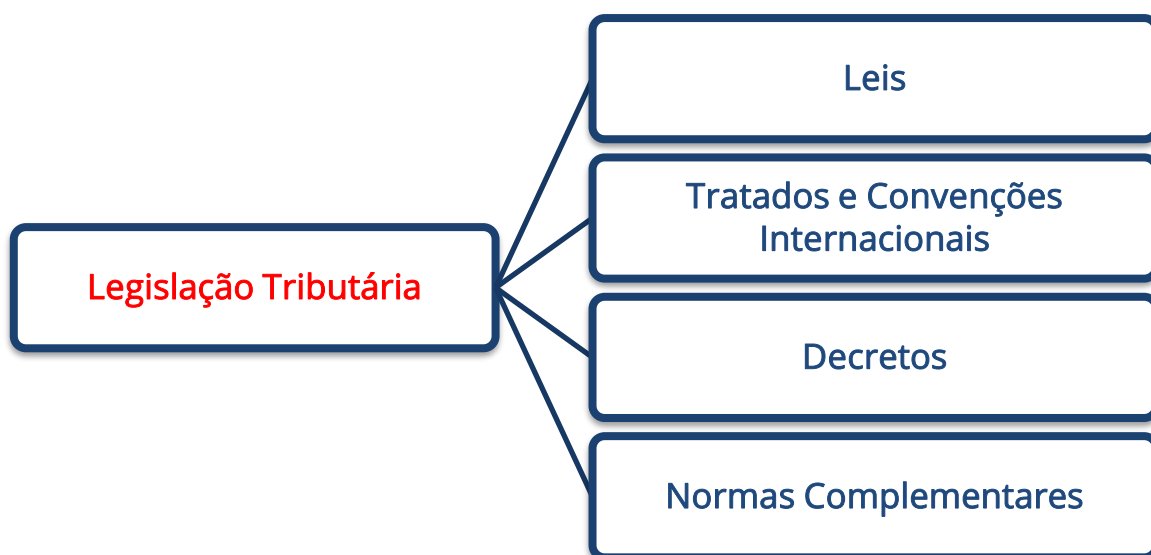 Legislação Tributária
Leis
Tratados e Convenções
Internacionais
Decretos
Normas Complementares